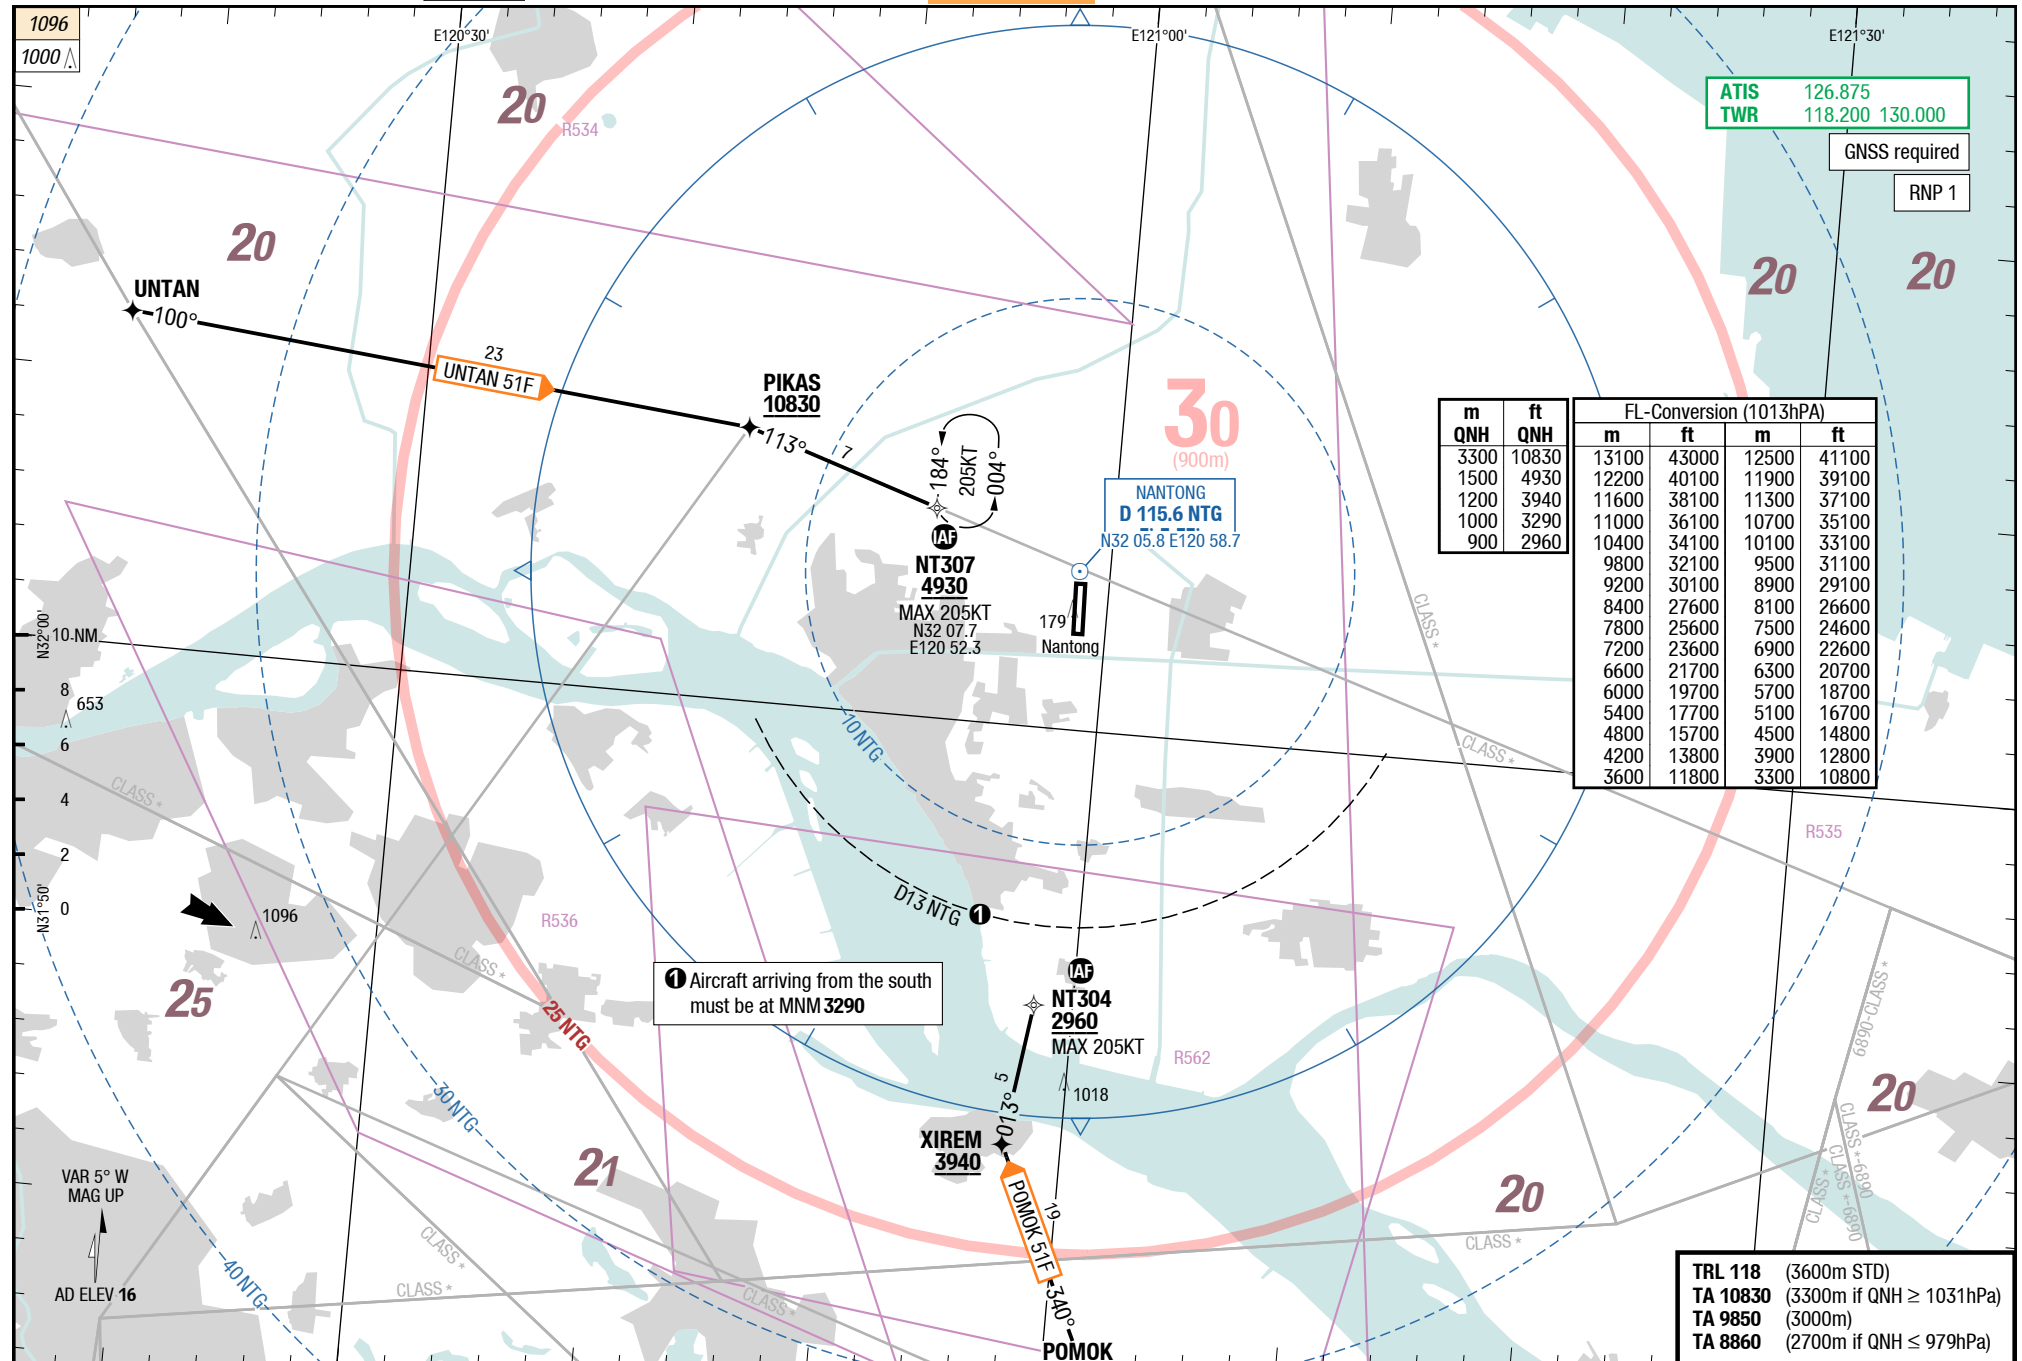 1096
1000
E120°30'
E121°00'
E121°30'
ATIS 126.875
TWR 118.200 130.000
GNSS required
RNP 1
20
R534
20
20
20
UNTAN
100°
23
UNTAN 51F
PIKAS
10830
113°
7
184°
205KT
004°
30
(900m)
NANTONG
D 115.6 NTG
N32 05.8 E120 58.7
IAF
NT307
4930
MAX 205KT
N32 07.7
E120 52.3
179
Nantong
m ft
QNH QNH
3300 10830
1500 4930
1200 3940
1000 3290
900 2960
FL-Conversion (1013hPA)
m ft m ft
13100 43000 12500 41100
12200 40100 11900 39100
11600 38100 11300 37100
11000 36100 10700 35100
10400 34100 10100 33100
9800 32100 9500 31100
9200 30100 8900 29100
8400 27600 8100 26600
7800 25600 7500 24600
7200 23600 6900 22600
6600 21700 6300 20700
6000 19700 5700 18700
5400 17700 5100 16700
4800 15700 4500 14800
4200 13800 3900 12800
3600 11800 3300 10800
CLASS *
N32°00'
10 NM
8
653
6
4
2
0
N31°50'
CLASS *
10 NTG
CLASS *
R535
1096
R536
D13 NTG 1
CLASS *
25
1 Aircraft arriving from the south
must be at MNM 3290
25 NTG
IAF
NT304
2960
MAX 205KT
R562
6890-CLASS *
5
013°
1018
30 NTG
20
XIREM
3940
21
VAR 5° W
MAG UP
AD ELEV 16
POMOK 51F
19
340°
POMOK
20
CLASS *-6890
CLASS *-6890
CLASS *
CLASS *
40 NTG
CLASS *
CLASS *
CLASS *
TRL 118 (3600m STD)
TA 10830 (3300m if QNH ≥ 1031hPa)
TA 9850 (3000m)
TA 8860 (2700m if QNH ≤ 979hPa)